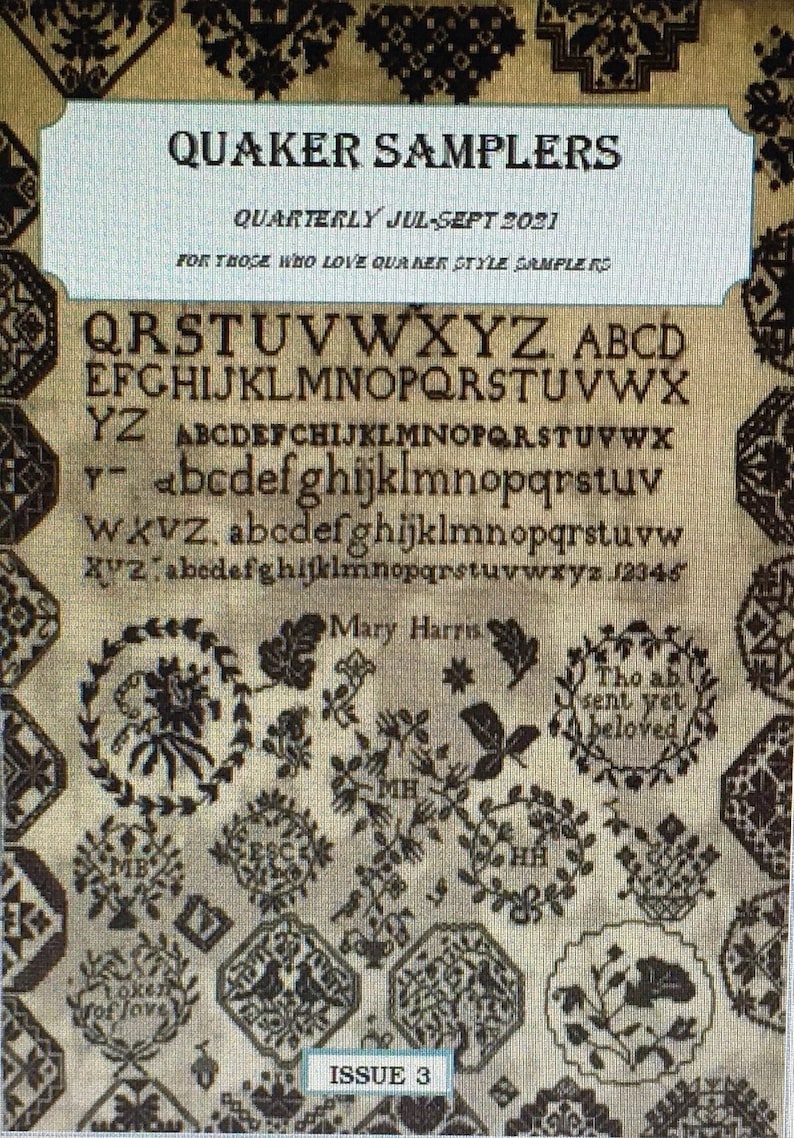 QUAKER SAMPLERS
QUARTERLY JUL-SEPT 2021
FOR THOSE WHO LOVE QUAKER STYLE SAMPLERS
QRSTUVWXYZ. ABCD
EFGHIJKLMNOPQRSTUVWX
YZ ABCDEFGHIJKLMNOPQRSTUVWX
Y abcdefghijklmnopqrstuv
WXYZ. abcdefghijklmnopqrstuvw
XYZ. abcdefghijklmnopqrstuvwxyz.12345
Mary Harris
Tho ab
sent yet
beloved
MH
MB
ESC
HH
token
of love
ISSUE 3